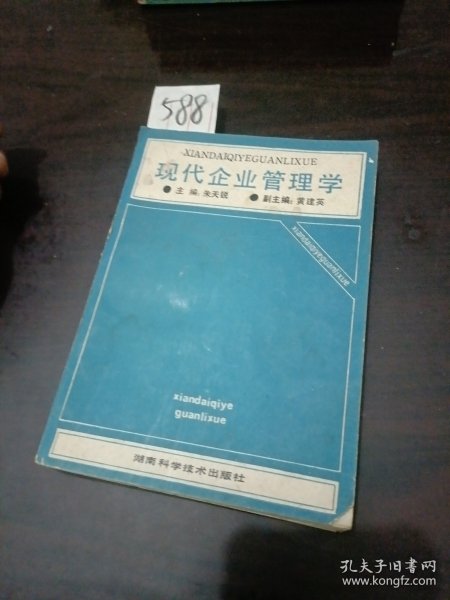 588
XIANDAIQIYEGUANLIXUE
现代企业管理学
●主编:朱天锐 ●副主编:黄建英
xiandaiqiyeguanlixue
xiandaiqiye
guanlixue
湖南科学技术出版社
孔夫子旧书网
www.kongfz.com